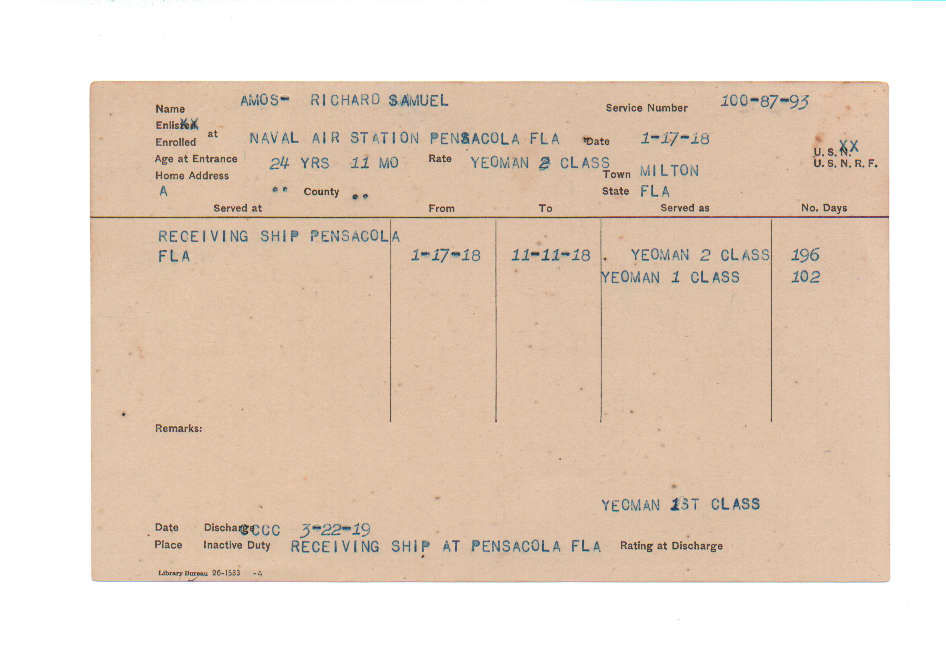 Name AMOS- RICHARD SAMUEL Service Number 100-87-93
Enlisted
Enrolled at NAVAL AIR STATION PENSACOLA FLA Date 1-17-18
Age at Entrance 24 YRS 11 MO Rate YEOMAN 2 CLASS U. S. N.
U. S. N. R. F.
Home Address Town MILTON
A " " County " " State FLA
Served at From To Served as No. Days
RECEIVING SHIP PENSACOLA
FLA 1-17-18 11-11-18 . YEOMAN 2 CLASS 196
YEOMAN 1 CLASS 102
Remarks:
YEOMAN 1ST CLASS
Date Discharge 3-22-19
Place Inactive Duty RECEIVING SHIP AT PENSACOLA FLA Rating at Discharge
Library Bureau 26-1583 -A